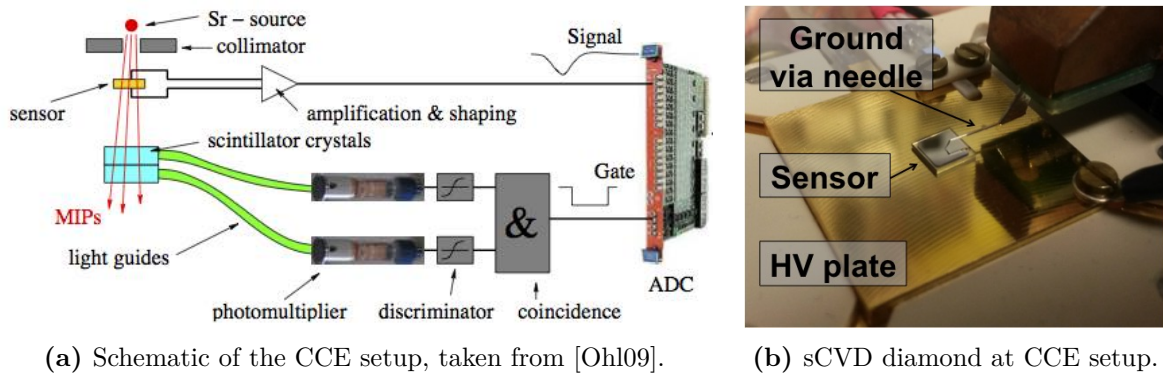 Sr – source
collimator
Signal
sensor
amplification & shaping
scintillator crystals
Gate
MIPs
&
light guides
ADC
photomultiplier
discriminator
coincidence
Ground
via needle
Sensor
HV plate
(a) Schematic of the CCE setup, taken from [Ohl09].
(b) sCVD diamond at CCE setup.